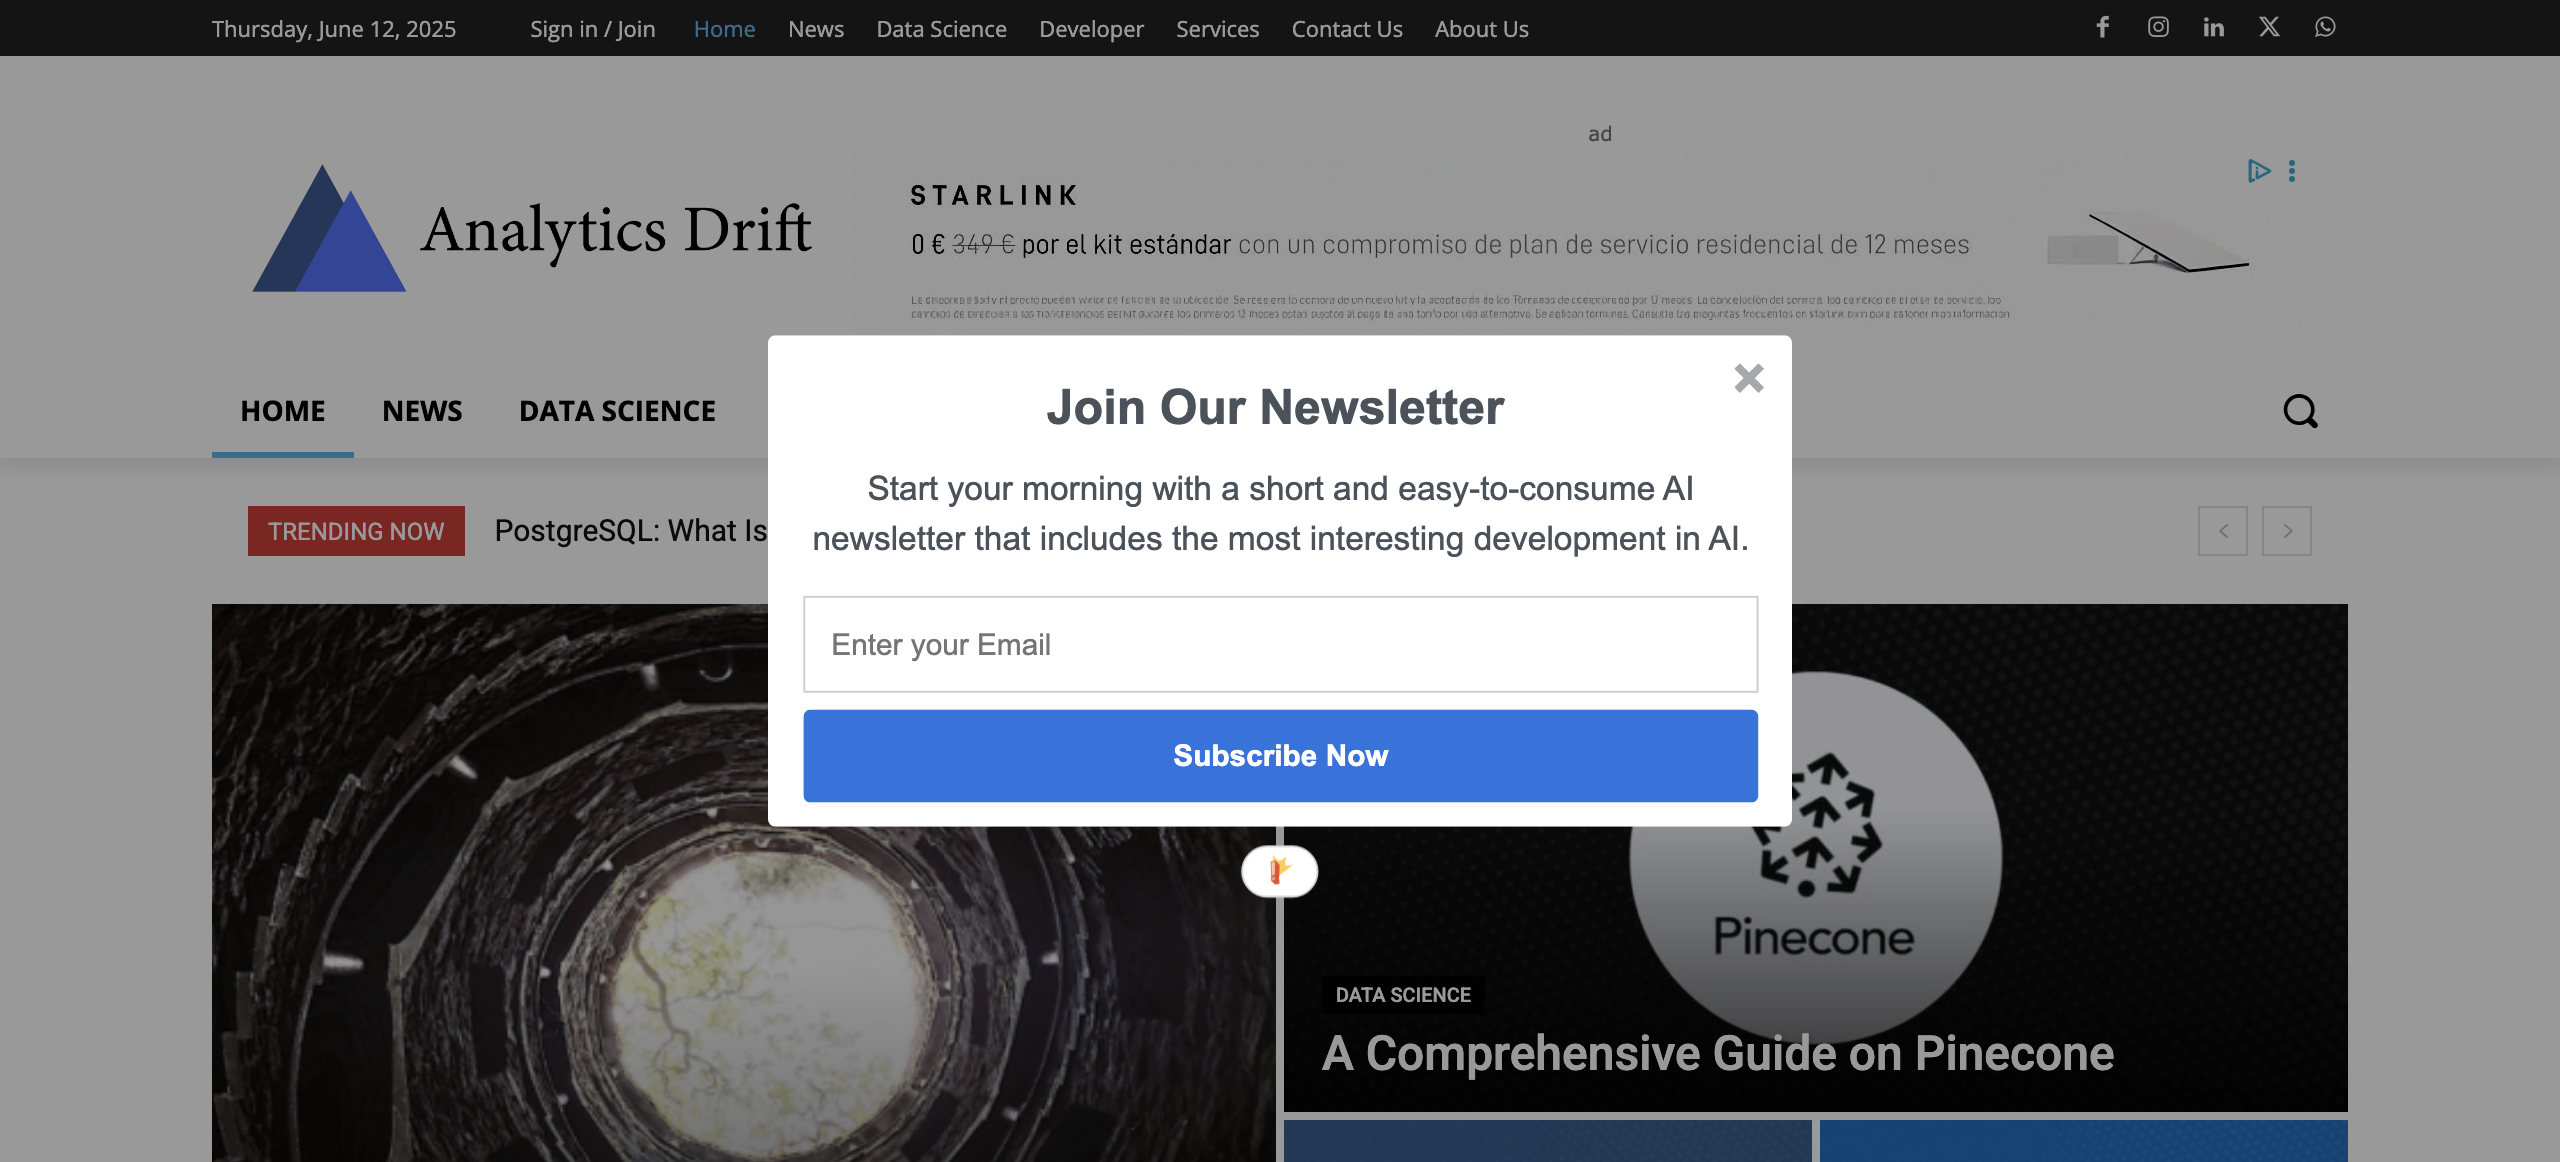 Thursday, June 12, 2025
Sign in / Join
Home
News
Data Science
Developer
Services
Contact Us
About Us
ad
Analytics Drift
STARLINK
0 € 349 € por el kit estándar con un compromiso de plan de servicio residencial de 12 meses
HOME
NEWS
DATA SCIENCE
Join Our Newsletter
Start your morning with a short and easy-to-consume AI
newsletter that includes the most interesting development in AI.
Enter your Email
Subscribe Now
TRENDING NOW
PostgreSQL: What Is
Pinecone
DATA SCIENCE
A Comprehensive Guide on Pinecone